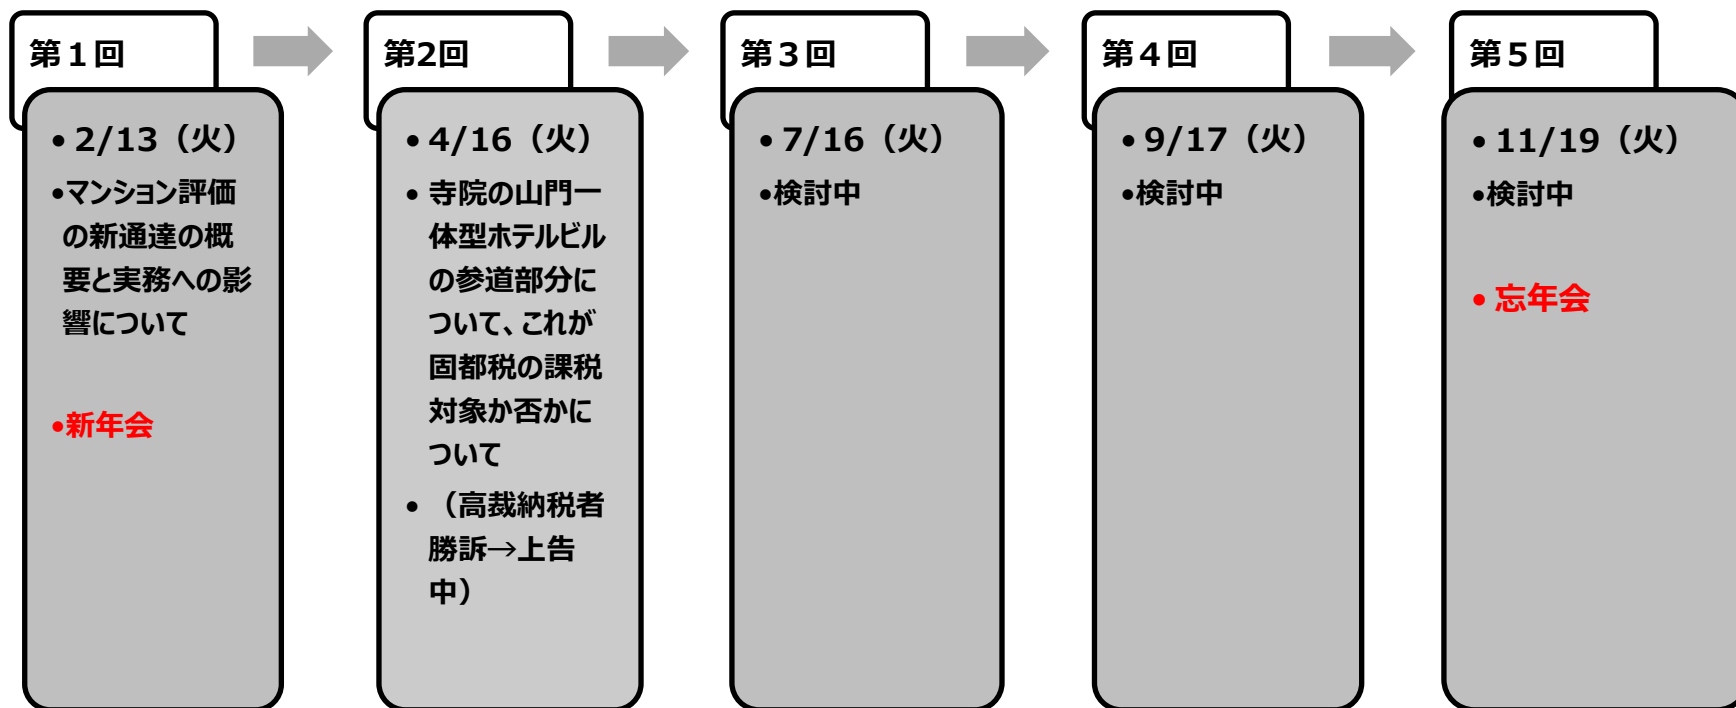 第１回
• 2/13（火）
•マンション評価
の新通達の概
要と実務への影
響について
•新年会
第2回
• 4/16（火）
• 寺院の山門一
体型ホテルビル
の参道部分に
ついて、これが
固都税の課税
対象か否かに
ついて
• （高裁納税者
勝訴→上告
中）
第３回
• 7/16（火）
•検討中
第４回
• 9/17（火）
•検討中
第５回
• 11/19（火）
•検討中
• 忘年会